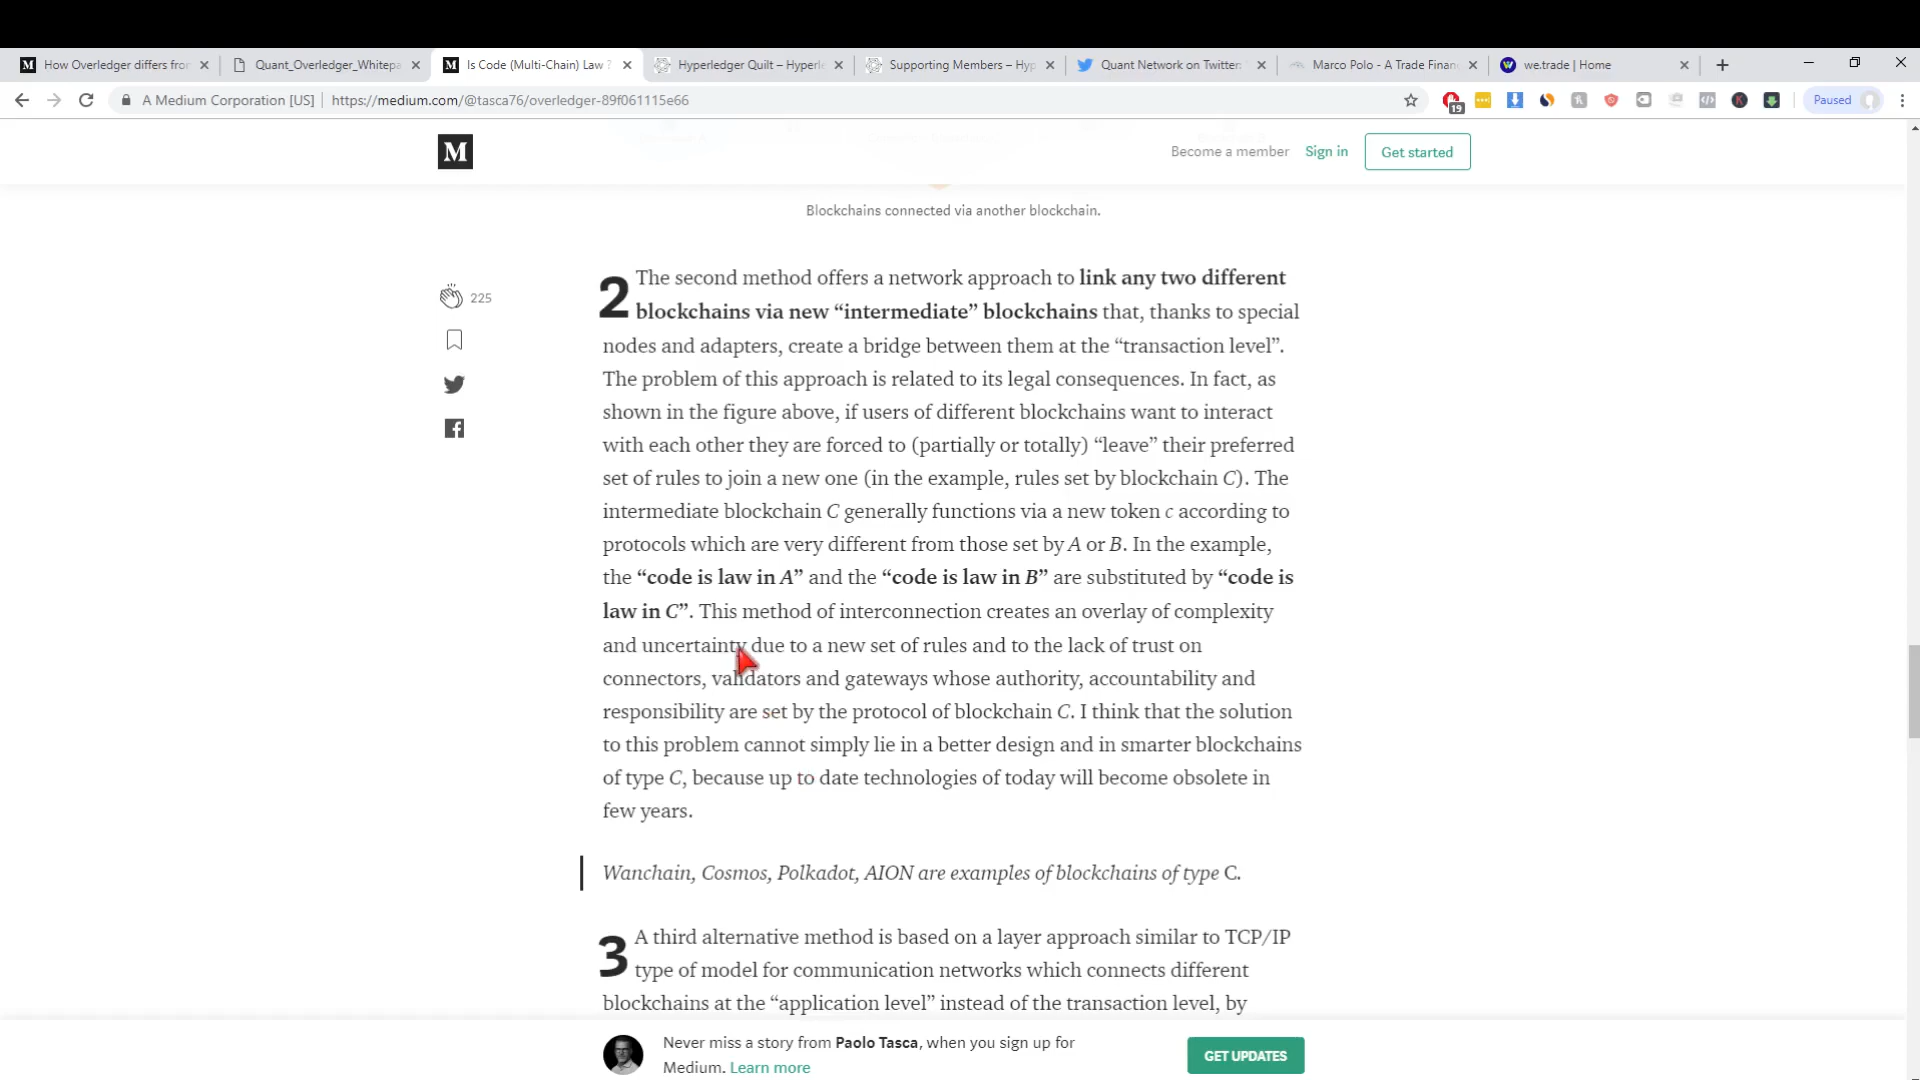 How Overledger differs fror
Quant_Overledger_Whitepa
Is Code (Multi-Chain) Law ?
Hyperledger Quilt – Hyperle
Supporting Members – Hyp
Quant Network on Twitter:
Marco Polo - A Trade Finan
we.trade | Home
A Medium Corporation [US]
https://medium.com/@tasca76/overledger-89f061115e66
19
Paused
M
Become a member
Sign in
Get started
Blockchains connected via another blockchain.
225
2 The second method offers a network approach to link any two different
blockchains via new “intermediate” blockchains that, thanks to special
nodes and adapters, create a bridge between them at the “transaction level”.
The problem of this approach is related to its legal consequences. In fact, as
shown in the figure above, if users of different blockchains want to interact
with each other they are forced to (partially or totally) “leave” their preferred
set of rules to join a new one (in the example, rules set by blockchain C). The
intermediate blockchain C generally functions via a new token c according to
protocols which are very different from those set by A or B. In the example,
the “code is law in A” and the “code is law in B” are substituted by “code is
law in C”. This method of interconnection creates an overlay of complexity
and uncertainty due to a new set of rules and to the lack of trust on
connectors, validators and gateways whose authority, accountability and
responsibility are set by the protocol of blockchain C. I think that the solution
to this problem cannot simply lie in a better design and in smarter blockchains
of type C, because up to date technologies of today will become obsolete in
few years.
Wanchain, Cosmos, Polkadot, AION are examples of blockchains of type C.
3 A third alternative method is based on a layer approach similar to TCP/IP
type of model for communication networks which connects different
blockchains at the “application level” instead of the transaction level, by
Never miss a story from Paolo Tasca, when you sign up for
Medium. Learn more
GET UPDATES